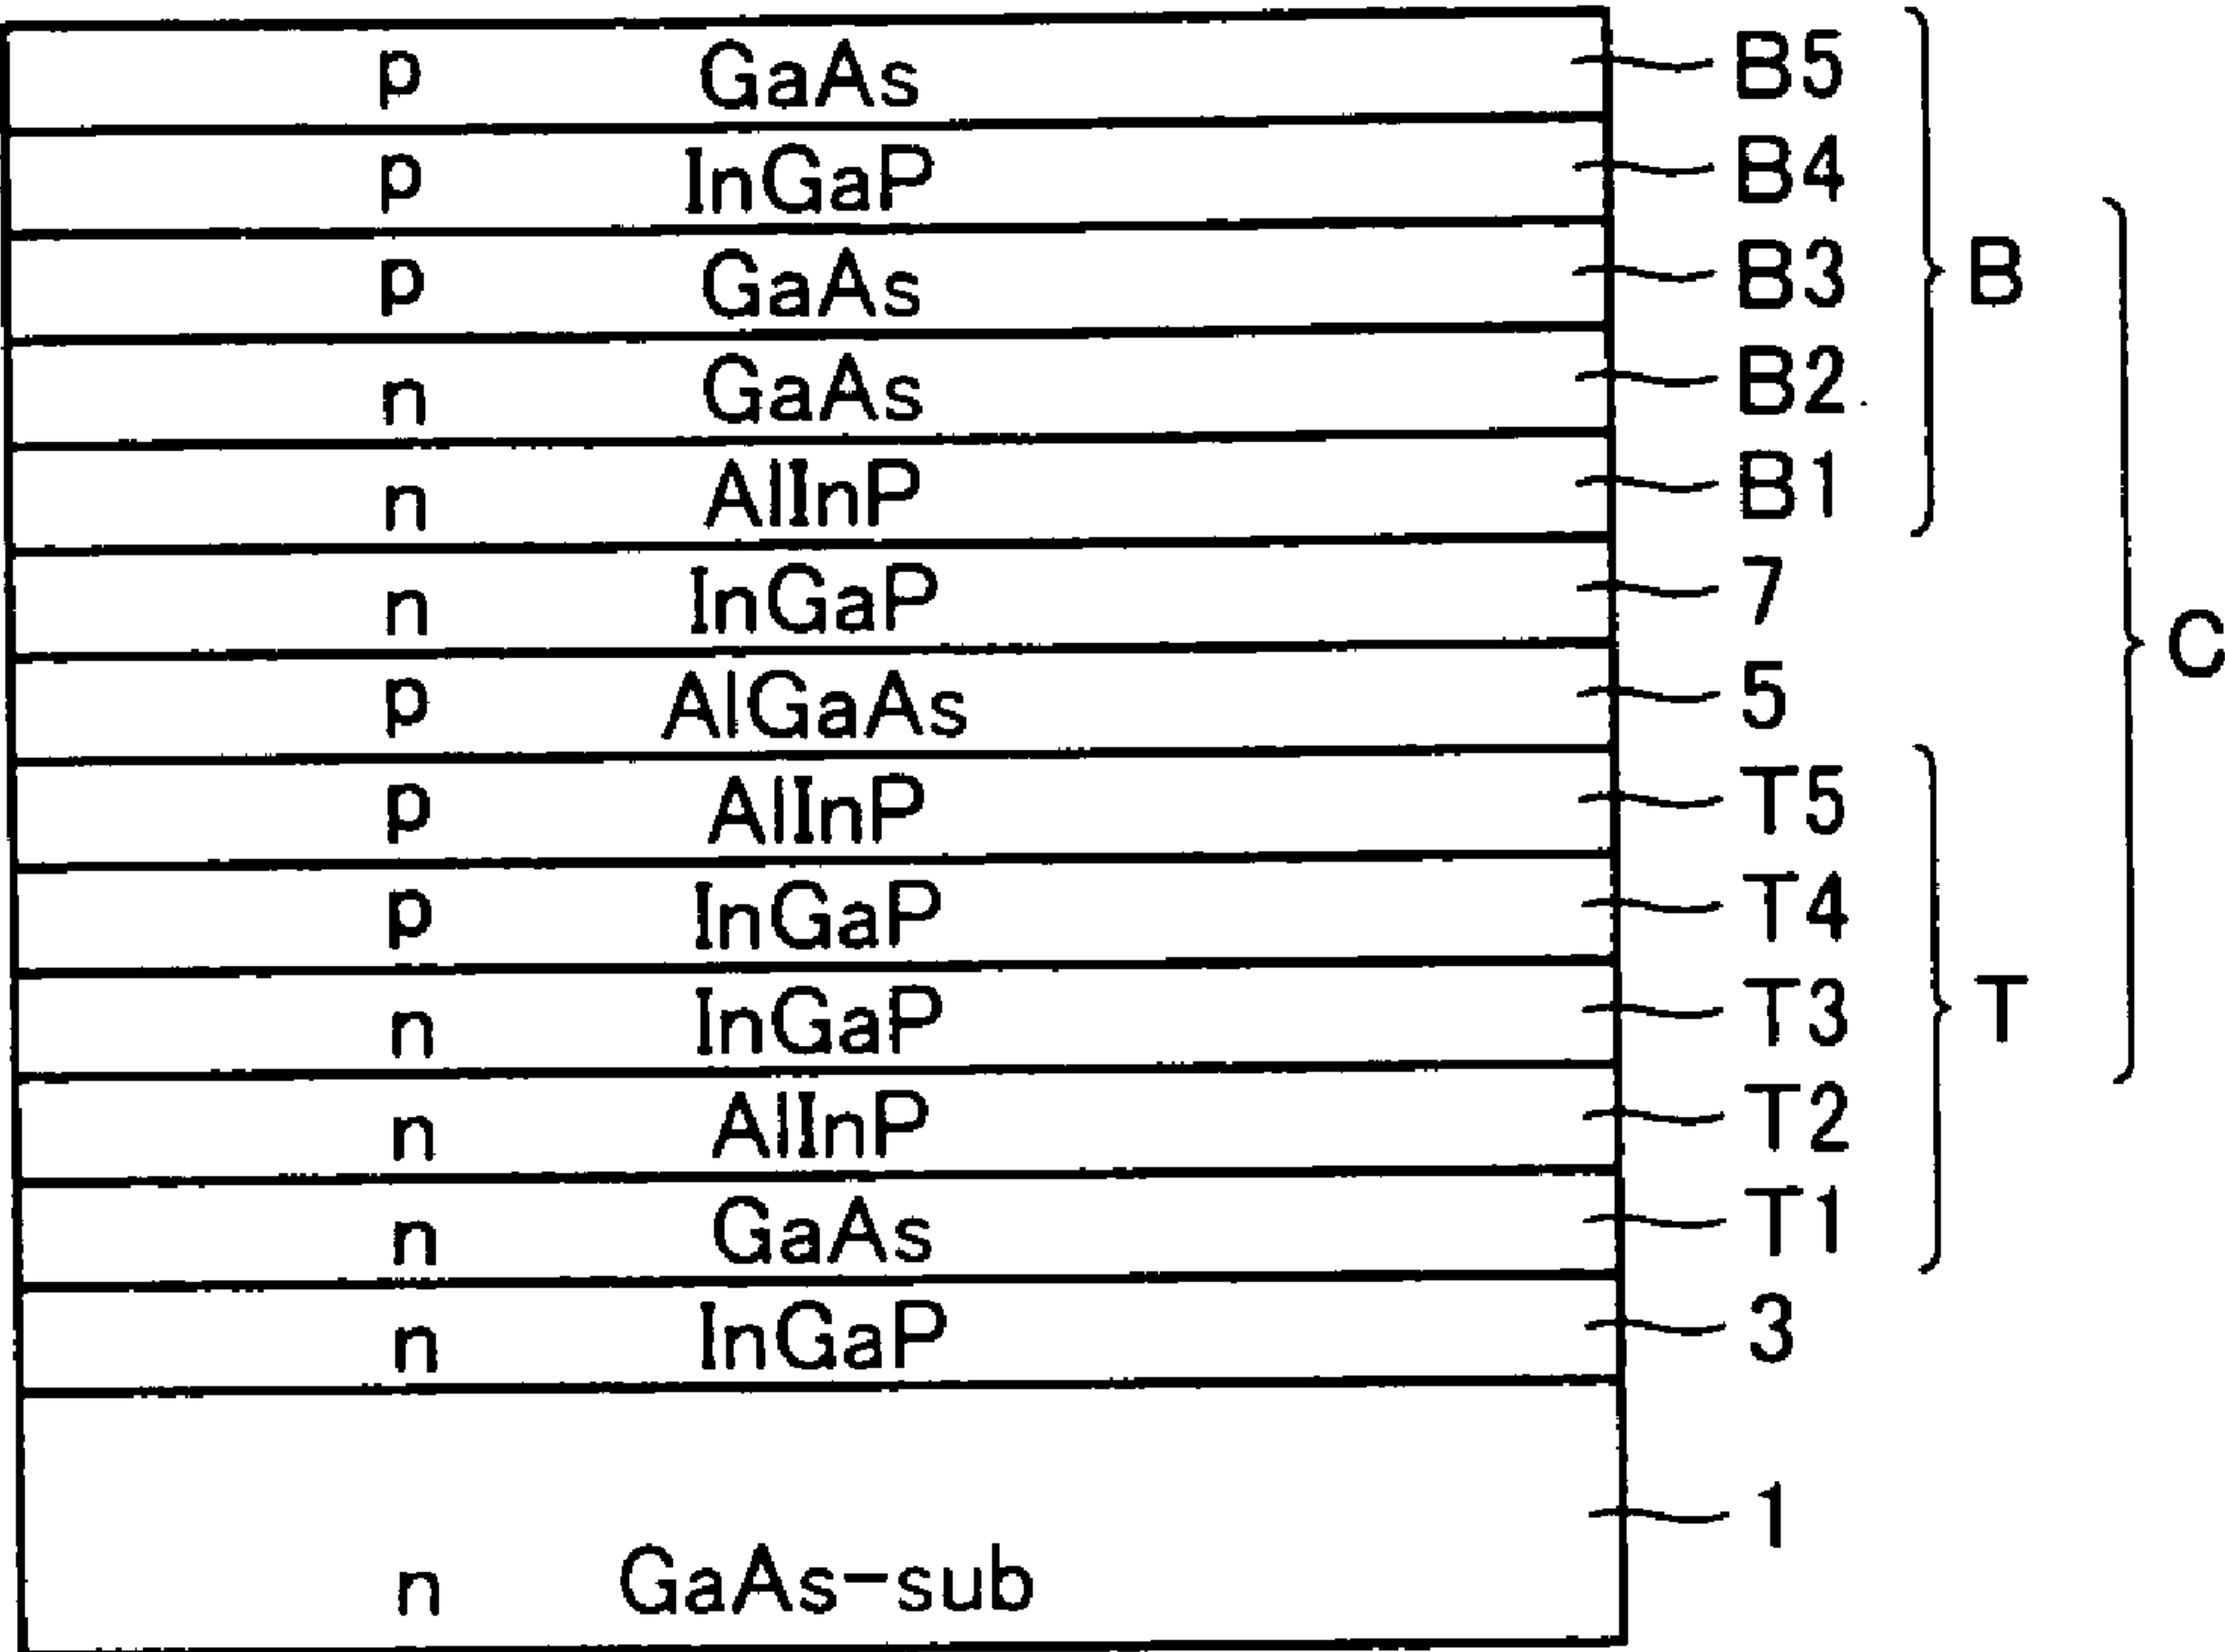 p GaAs B5
p InGaP B4
p GaAs B3
B
n GaAs B2
n AlInP B1
n InGaP 7
C
p AlGaAs 5
p AlInP T5
p InGaP T4
n InGaP T3
T
n AlInP T2
n GaAs T1
n InGaP 3
1
n GaAs-sub